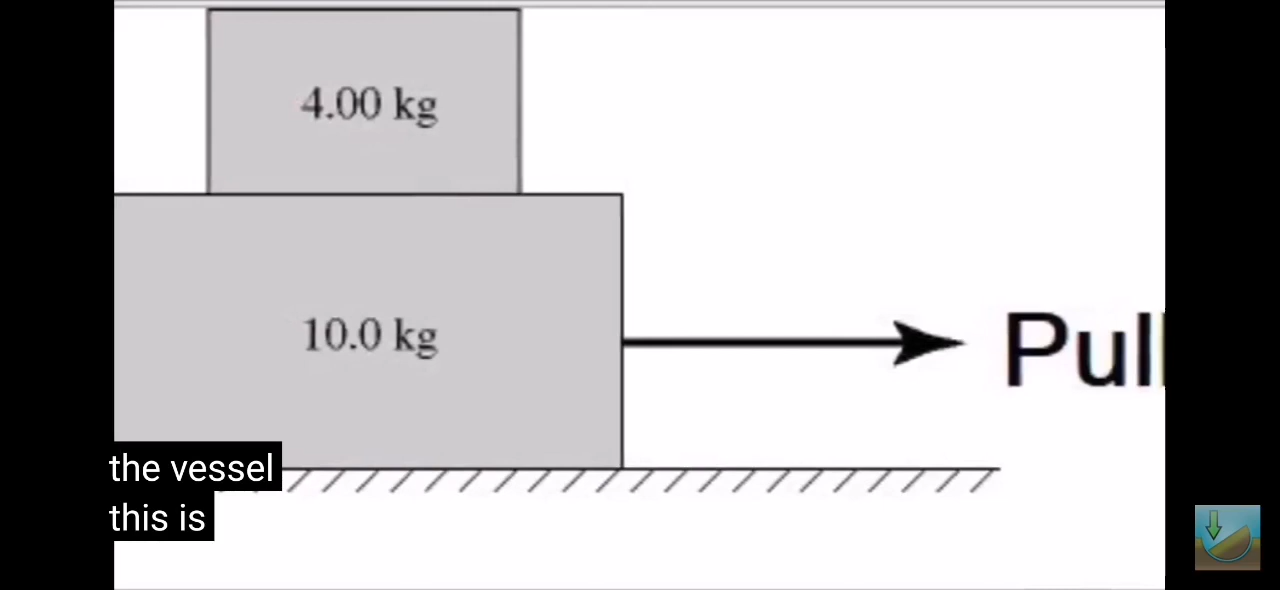 4.00 kg
10.0 kg
Pull
the vessel
this is